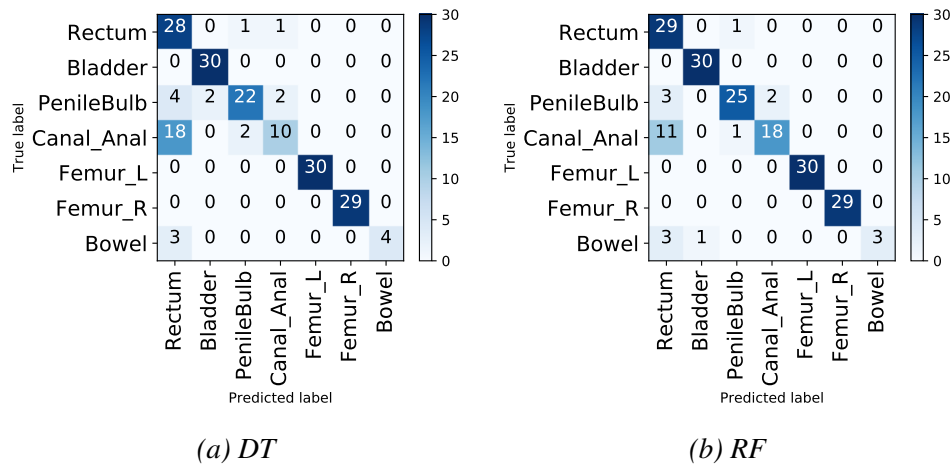 Rectum 28 0 1 1 0 0 0
Bladder 0 30 0 0 0 0 0
PenileBulb 4 2 22 2 0 0 0
Canal_Anal 18 0 2 10 0 0 0
Femur_L 0 0 0 0 30 0 0
Femur_R 0 0 0 0 0 29 0
Bowel 3 0 0 0 0 0 4
True label
Rectum Bladder PenileBulb Canal_Anal Femur_L Femur_R Bowel
Predicted label
30
25
20
15
10
5
0
(a) DT
Rectum 29 0 1 0 0 0 0
Bladder 0 30 0 0 0 0 0
PenileBulb 3 0 25 2 0 0 0
Canal_Anal 11 0 1 18 0 0 0
Femur_L 0 0 0 0 30 0 0
Femur_R 0 0 0 0 0 29 0
Bowel 3 1 0 0 0 0 3
True label
Rectum Bladder PenileBulb Canal_Anal Femur_L Femur_R Bowel
Predicted label
30
25
20
15
10
5
0
(b) RF